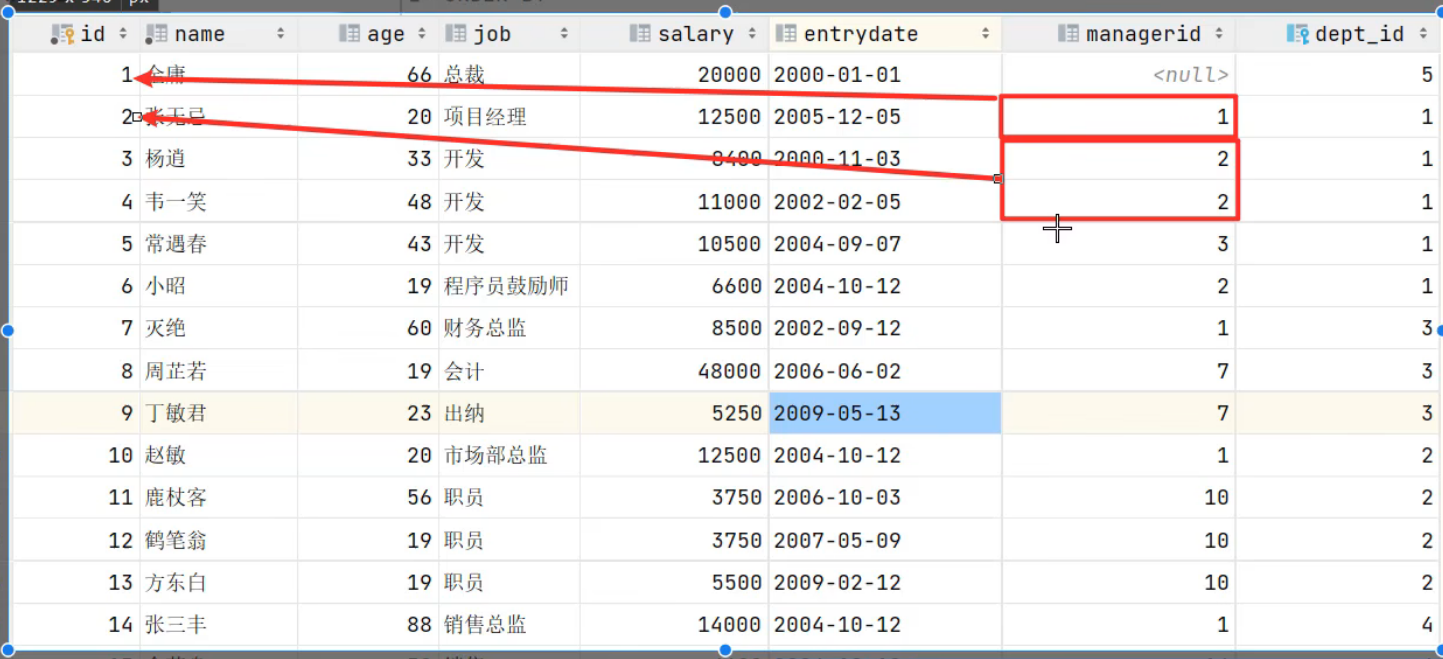 id name age job salary entrydate managerid dept_id
1 金庸 66 总裁 20000 2000-01-01 <null> 5
2 张无忌 20 项目经理 12500 2005-12-05 1 1
3 杨逍 33 开发 8400 2000-11-03 2 1
4 韦一笑 48 开发 11000 2002-02-05 2 1
5 常遇春 43 开发 10500 2004-09-07 3 1
6 小昭 19 程序员鼓励师 6600 2004-10-12 2 1
7 灭绝 60 财务总监 8500 2002-09-12 1 3
8 周芷若 19 会计 48000 2006-06-02 7 3
9 丁敏君 23 出纳 5250 2009-05-13 7 3
10 赵敏 20 市场部总监 12500 2004-10-12 1 2
11 鹿杖客 56 职员 3750 2006-10-03 10 2
12 鹤笔翁 19 职员 3750 2007-05-09 10 2
13 方东白 19 职员 5500 2009-02-12 10 2
14 张三丰 88 销售总监 14000 2004-10-12 1 4